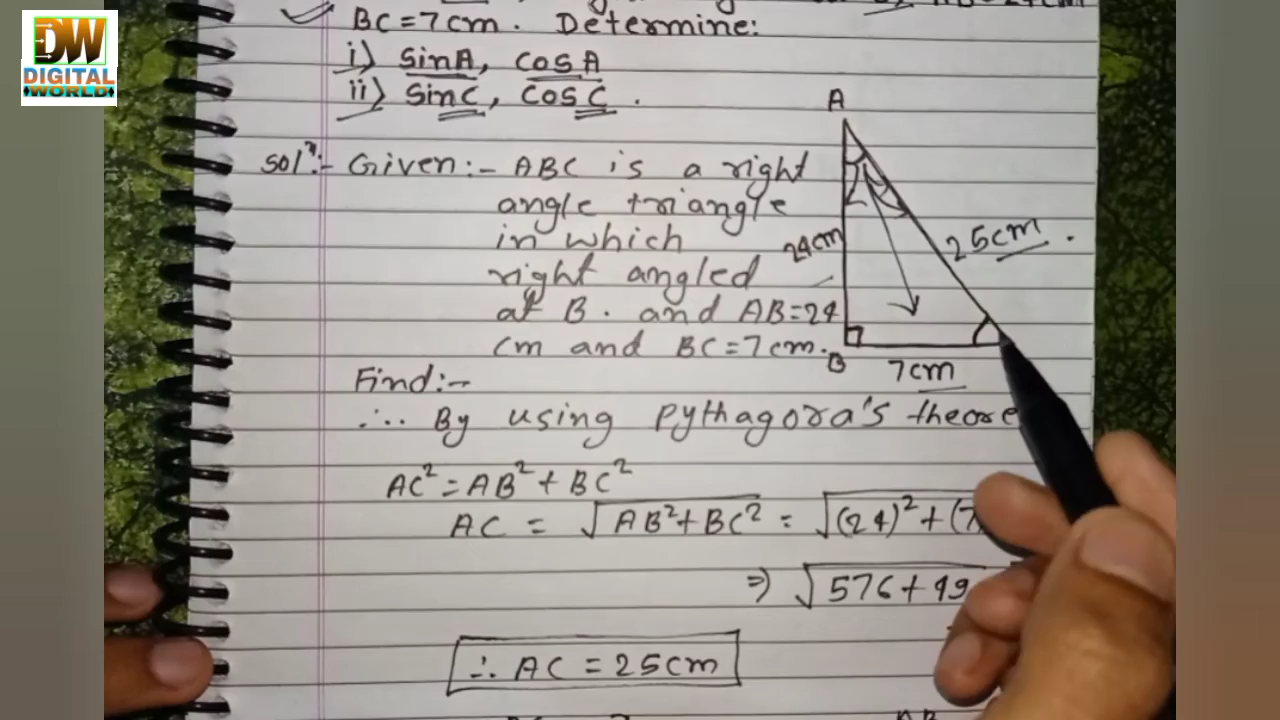 DW
DIGITAL
WORLD
BC=7cm. Determine:
i) sinA, cosA
ii) sinC, cosC.
Solⁿ:- Given:- ABC is a right
angle triangle
in which
right angled
at B. and AB=24
cm and BC=7cm.
A
24cm
25cm.
B
7cm
Find:-
∴ By using pythagora's theore
AC²=AB²+BC²
AC = √AB²+BC² = √(24)²+(7
⇒ √576+49
∴ AC = 25cm